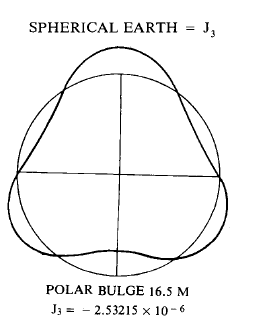 SPHERICAL EARTH = J₃
POLAR BULGE 16.5 M
J₃ = − 2.53215 × 10⁻⁶